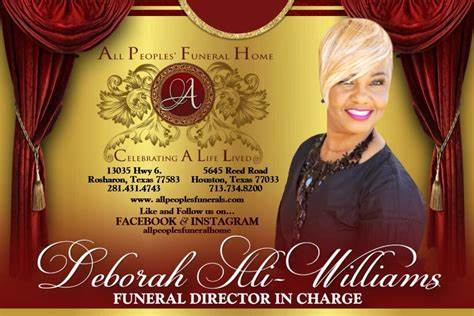 All Peoples' Funeral Home
A
Celebrating A Life Lived
13035 Hwy. 6.
Rosharon, Texas 77583
281.431.4743
5645 Reed Road
Houston, Texas 77033
713.734.8200
www. allpeoplesfunerals.com
Like and Follow us on...
FACEBOOK & INSTAGRAM
allpeoplesfuneralhome
Deborah Ali-Williams
FUNERAL DIRECTOR IN CHARGE